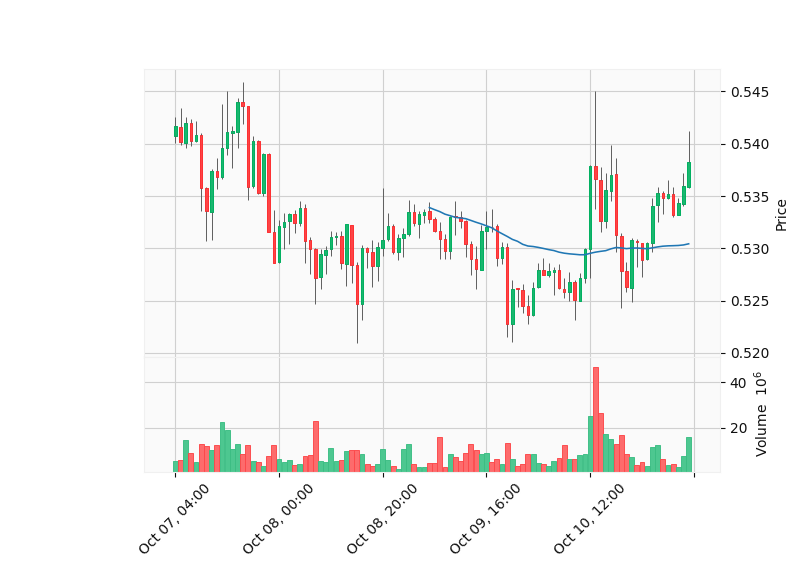 0.545
0.540
0.535
0.530
0.525
0.520
Price
40
20
Volume 10^6
Oct 07, 04:00
Oct 08, 00:00
Oct 08, 20:00
Oct 09, 16:00
Oct 10, 12:00